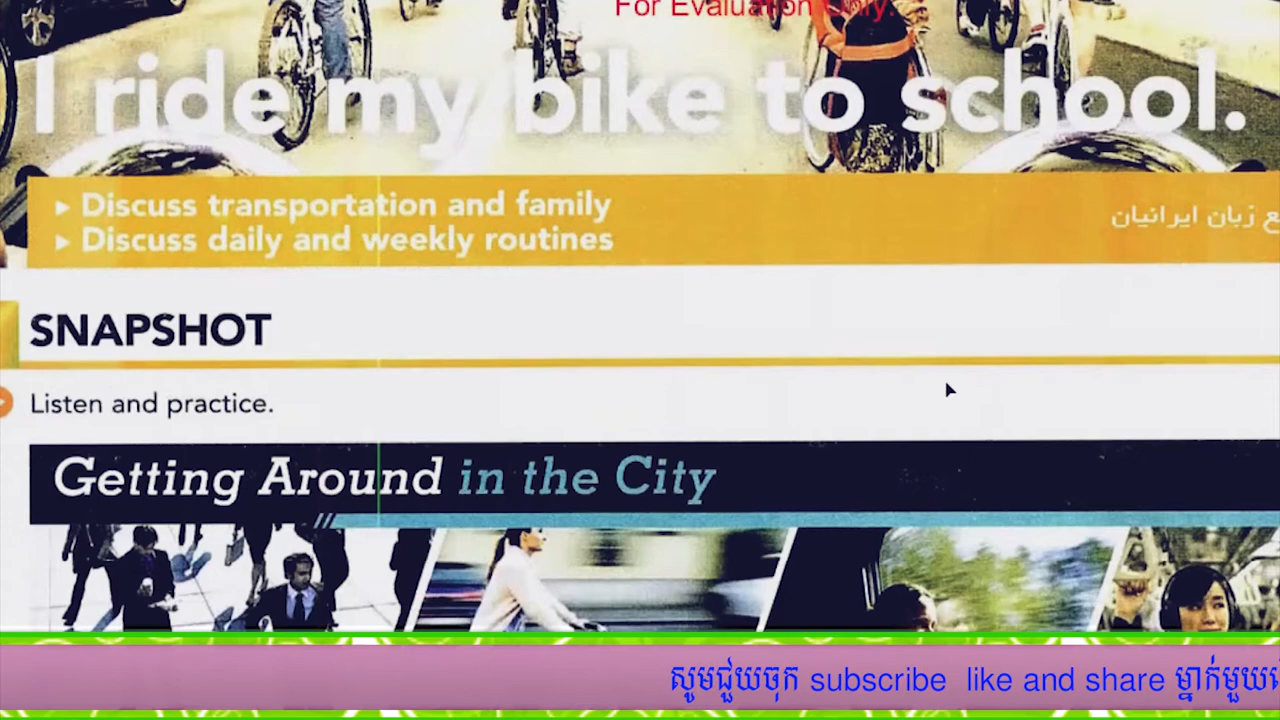 For Evaluation Only.
I ride my bike to school.
▸ Discuss transportation and family
▸ Discuss daily and weekly routines
زبان ایرانیان
SNAPSHOT
Listen and practice.
Getting Around in the City
សូមជួយចុក subscribe like and share ម្នាក់មួយ